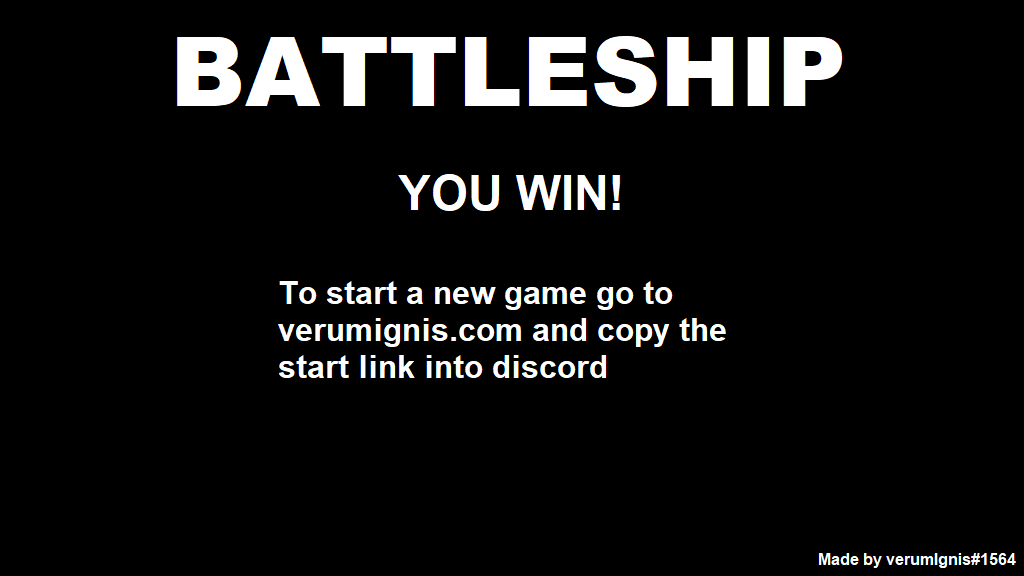 BATTLESHIP
YOU WIN!
To start a new game go to
verumignis.com and copy the
start link into discord
Made by verumIgnis#1564